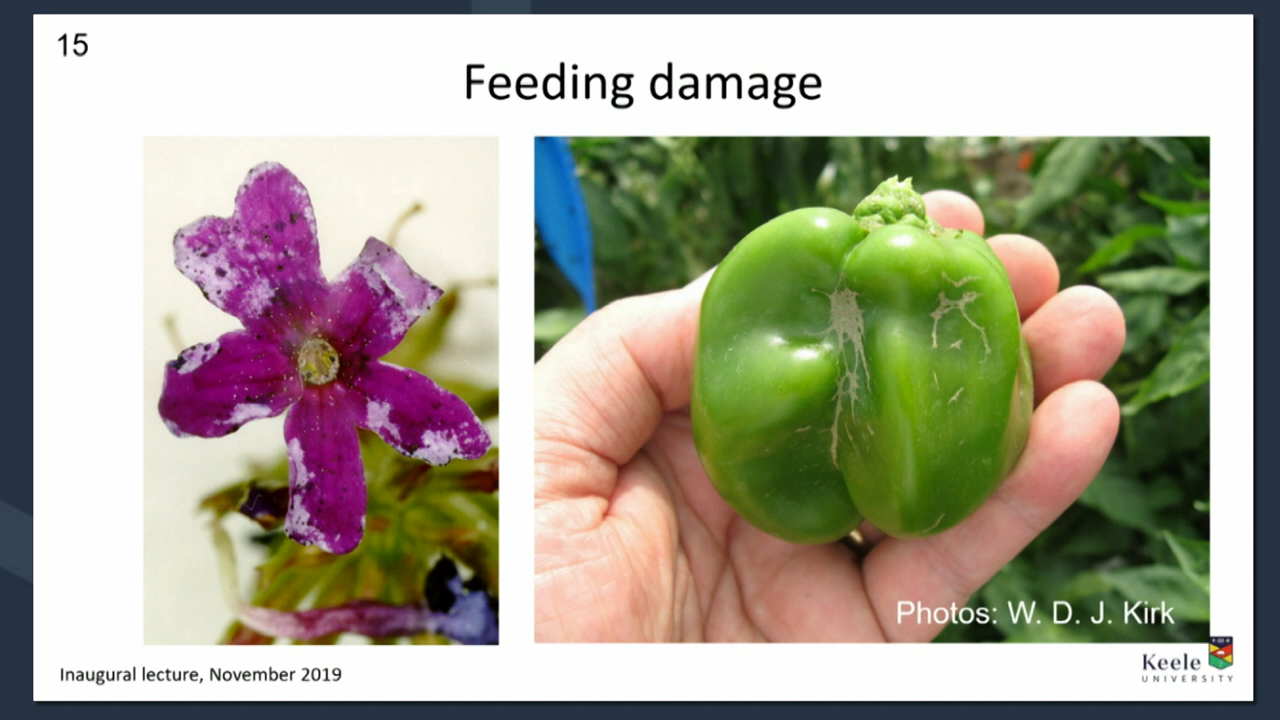 15
Feeding damage
Photos: W. D. J. Kirk
Inaugural lecture, November 2019
Keele
UNIVERSITY